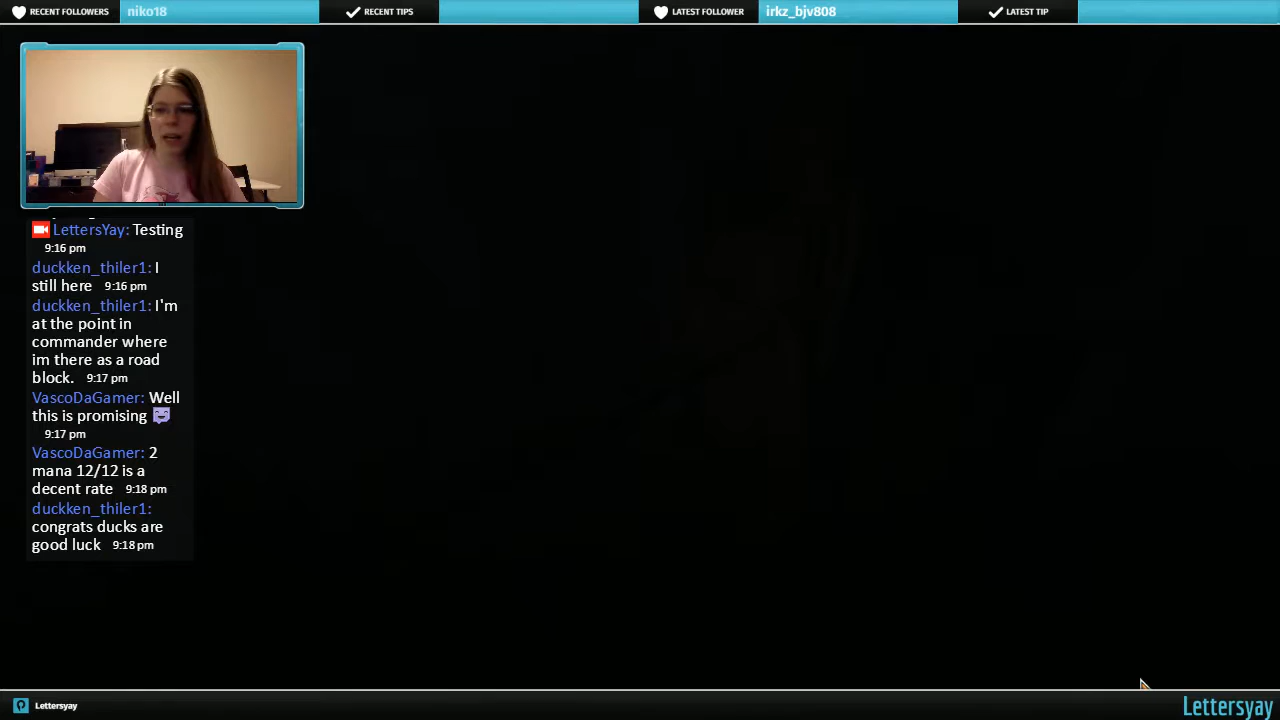 RECENT FOLLOWERS niko18 RECENT TIPS LATEST FOLLOWER irkz_bjv808 LATEST TIP
LettersYay: Testing
9:16 pm
duckken_thiler1: I
still here 9:16 pm
duckken_thiler1: I'm
at the point in
commander where
im there as a road
block. 9:17 pm
VascoDaGamer: Well
this is promising
9:17 pm
VascoDaGamer: 2
mana 12/12 is a
decent rate 9:18 pm
duckken_thiler1:
congrats ducks are
good luck 9:18 pm
Lettersyay Lettersyay